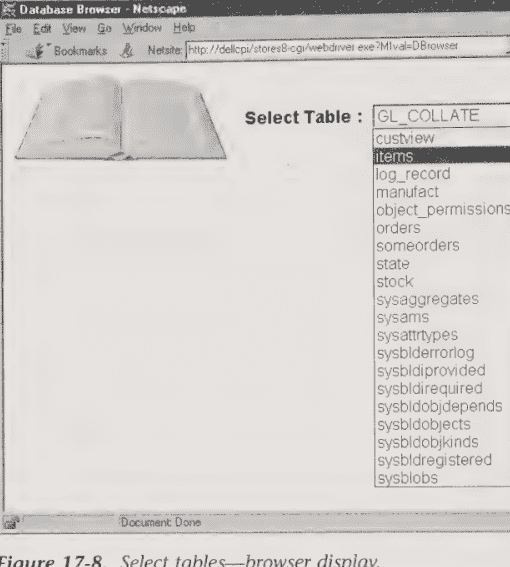 Database Browser - Netscape
File Edit View Go Window Help
Bookmarks Netsite: http://dellcpi/stores8-cgi/webdriver.exe?MIval=DBrowser
Select Table : GL_COLLATE
custview
items
log_record
manufact
object_permissions
orders
someorders
state
stock
sysaggregates
sysams
sysattrtypes
sysblderrorlog
sysbldiprovided
sysbldirequired
sysbldobjdepends
sysbldobjects
sysbldobjkinds
sysbldregistered
sysblobs
Document: Done
Figure 17-8. Select tables—browser display.